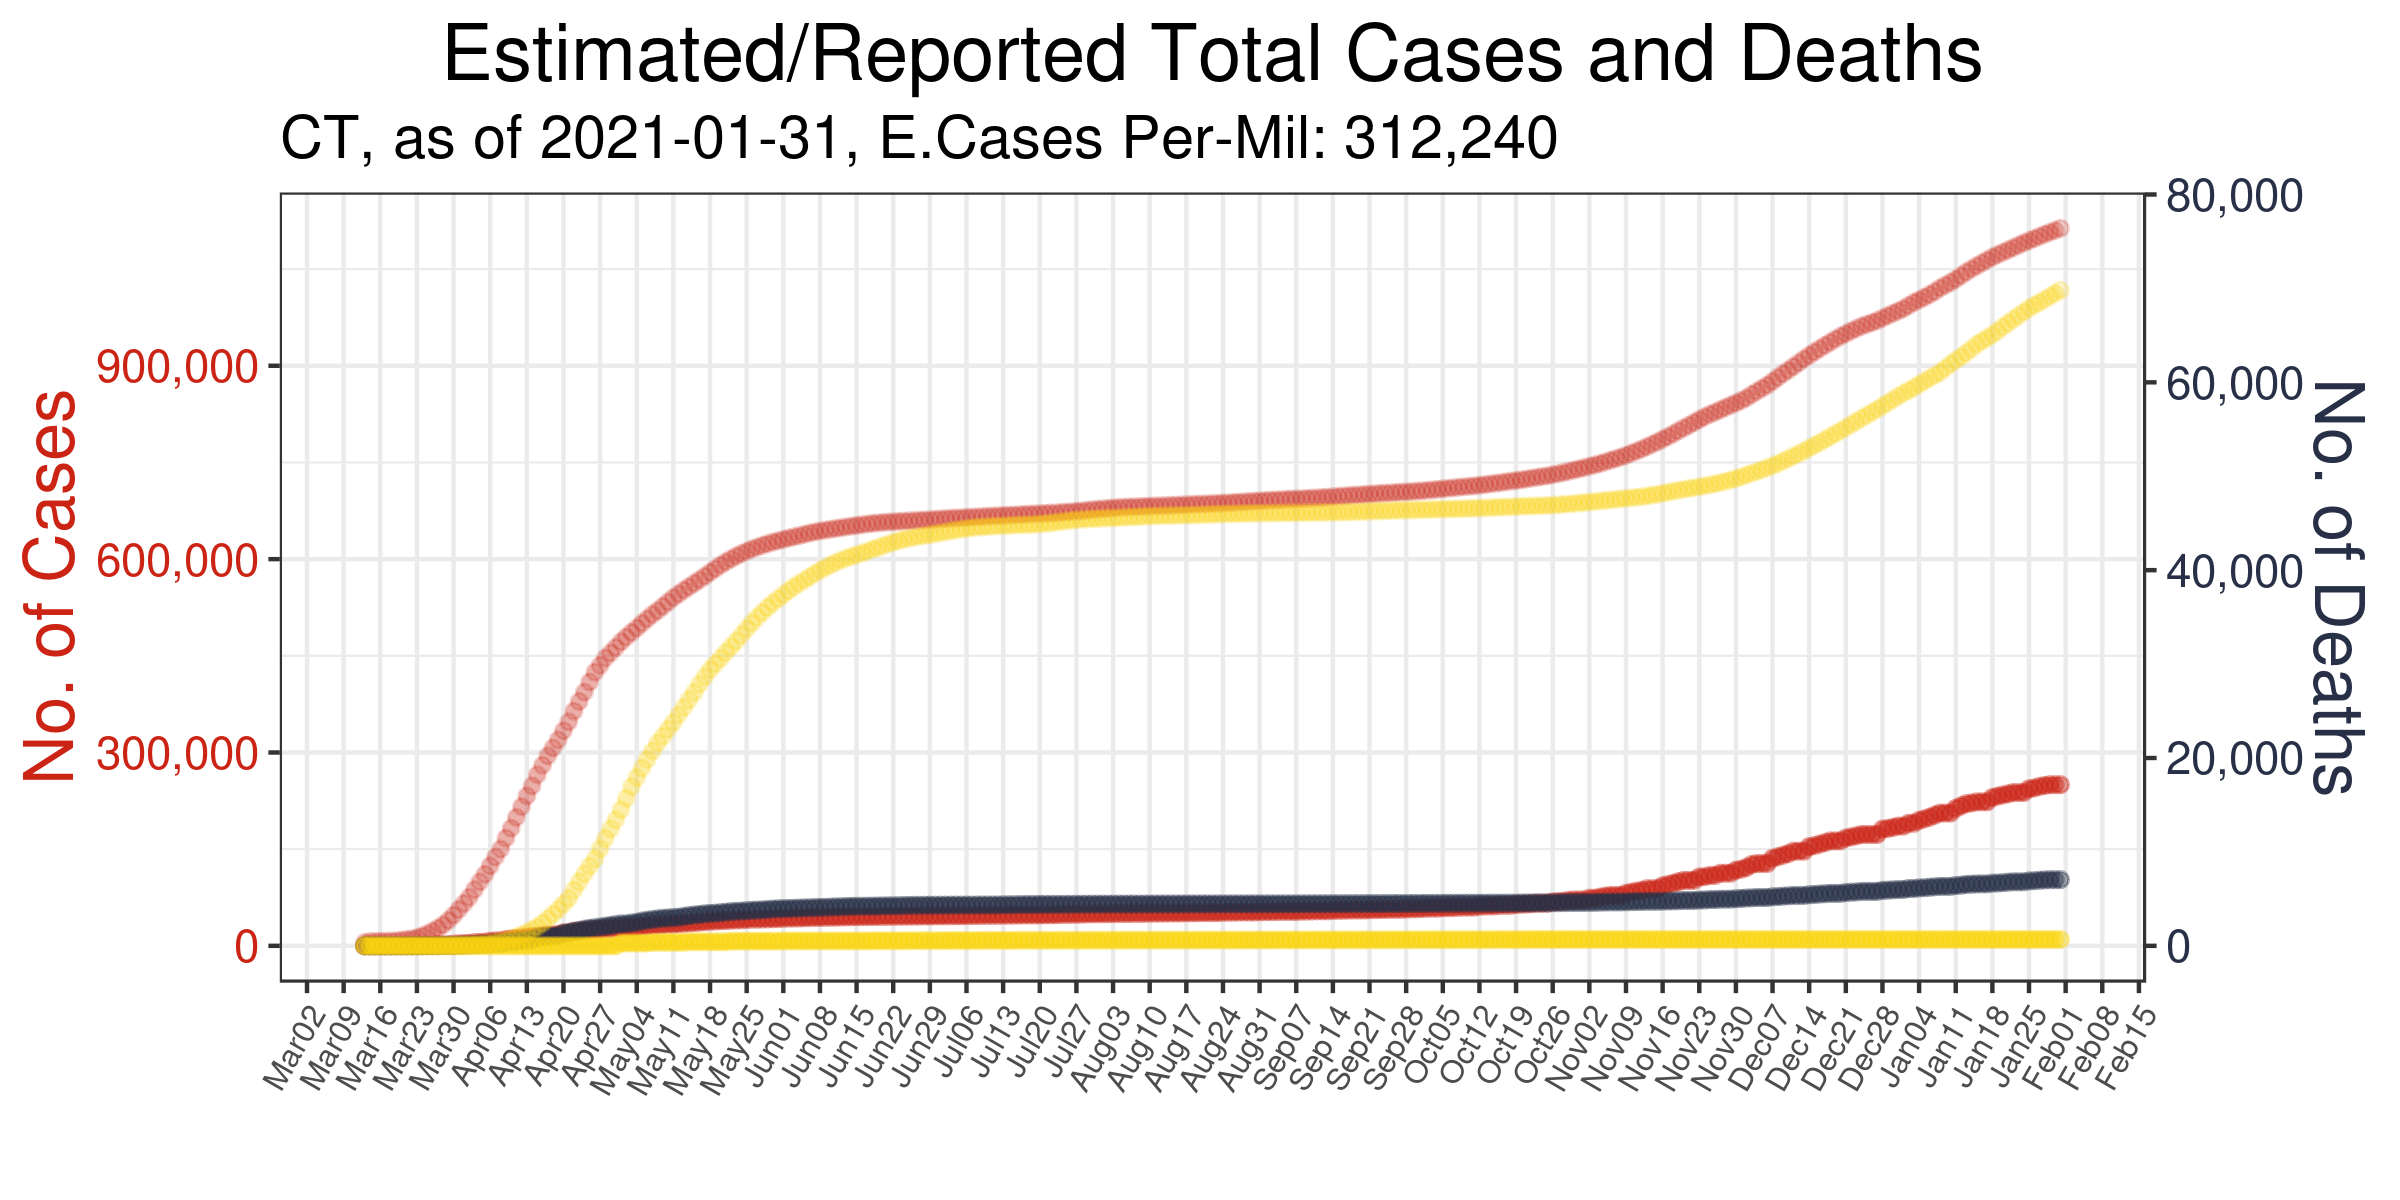 Estimated/Reported Total Cases and Deaths
CT, as of 2021-01-31, E.Cases Per-Mil: 312,240
No. of Cases
900,000
600,000
300,000
0
80,000
60,000
40,000
20,000
0
No. of Deaths
Mar02
Mar09
Mar16
Mar23
Mar30
Apr06
Apr13
Apr20
Apr27
May04
May11
May18
May25
Jun01
Jun08
Jun15
Jun22
Jun29
Jul06
Jul13
Jul20
Jul27
Aug03
Aug10
Aug17
Aug24
Aug31
Sep07
Sep14
Sep21
Sep28
Oct05
Oct12
Oct19
Oct26
Nov02
Nov09
Nov16
Nov23
Nov30
Dec07
Dec14
Dec21
Dec28
Jan04
Jan11
Jan18
Jan25
Feb01
Feb08
Feb15